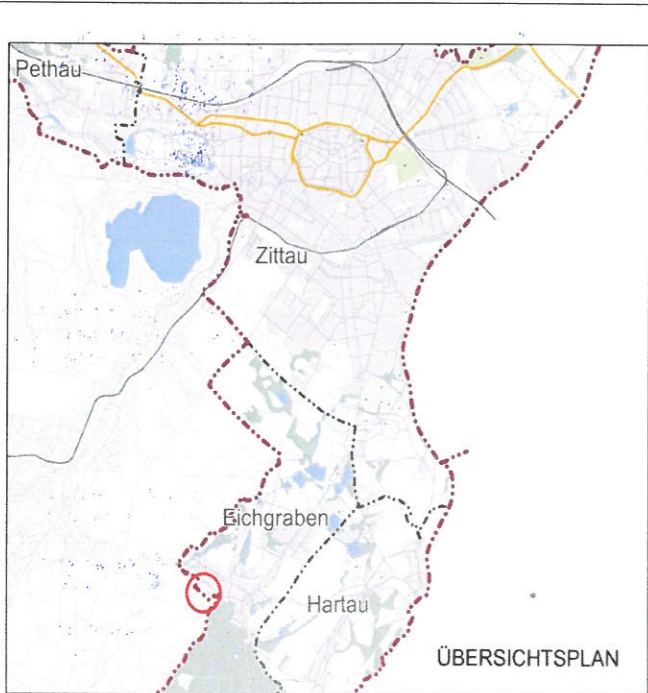 Pethau
Zittau
Eichgraben
Hartau
ÜBERSICHTSPLAN